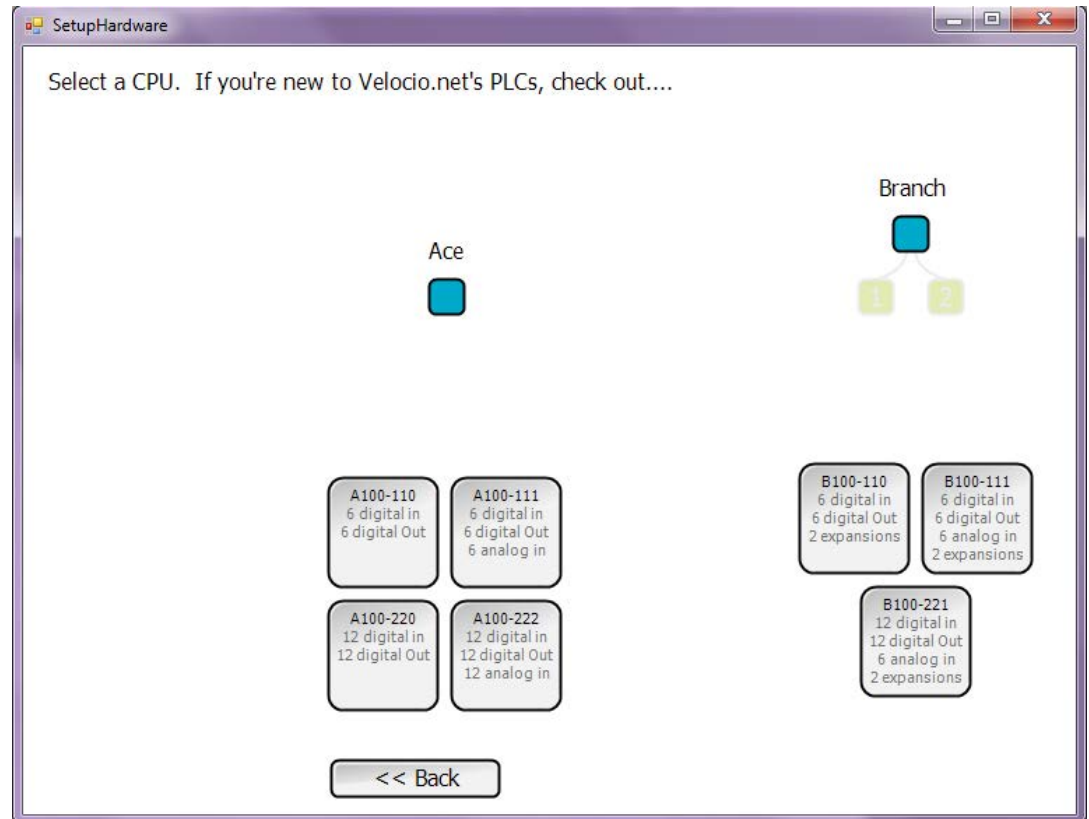 SetupHardware
Select a CPU.  If you're new to Velocio.net's PLCs, check out....
Branch
Ace
1
2
A100-110
6 digital in
6 digital Out
A100-111
6 digital in
6 digital Out
6 analog in
B100-110
6 digital in
6 digital Out
2 expansions
B100-111
6 digital in
6 digital Out
6 analog in
2 expansions
A100-220
12 digital in
12 digital Out
A100-222
12 digital in
12 digital Out
12 analog in
B100-221
12 digital in
12 digital Out
6 analog in
2 expansions
<< Back